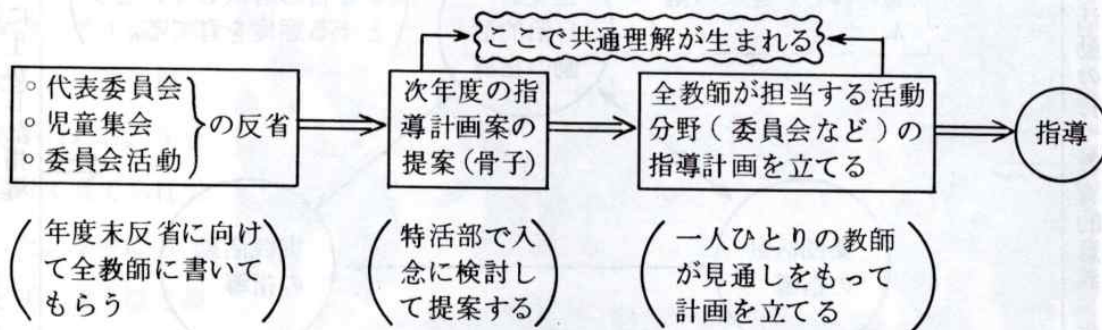 ここで共通理解が生まれる
○ 代表委員会
○ 児童集会
○ 委員会活動
の反省
次年度の指
導計画案の
提案(骨子)
全教師が担当する活動
分野(委員会など)の
指導計画を立てる
指導
年度末反省に向け
て全教師に書いて
もらう
特活部で入
念に検討し
て提案する
一人ひとりの教師
が見通しをもって
計画を立てる